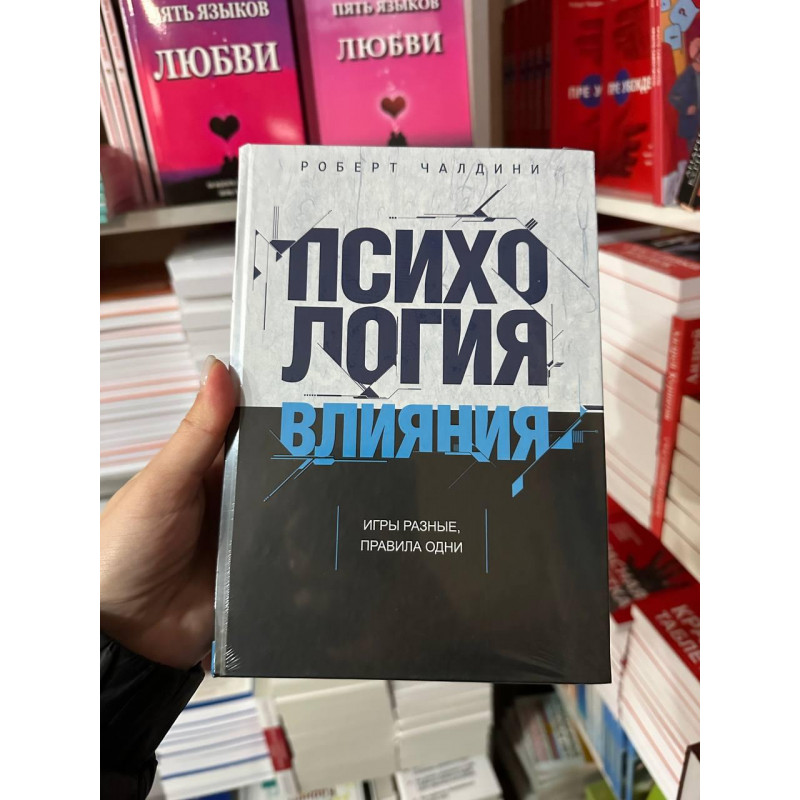 ПЯТЬ ЯЗЫКОВ
ЛЮБВИ
ПЯТЬ ЯЗЫКОВ
ЛЮБВИ
РОБЕРТ ЧАЛДИНИ
ПСИХО
ЛОГИЯ
ВЛИЯНИЯ
ИГРЫ РАЗНЫЕ,
ПРАВИЛА ОДНИ